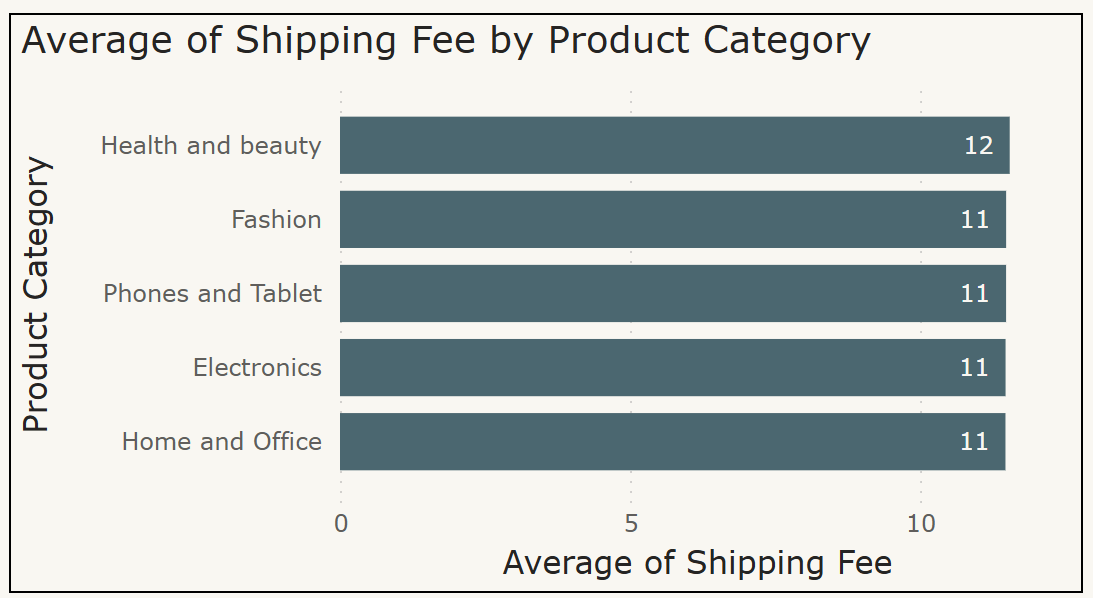 Average of Shipping Fee by Product Category
Product Category
Health and beauty 12
Fashion 11
Phones and Tablet 11
Electronics 11
Home and Office 11
0 5 10
Average of Shipping Fee